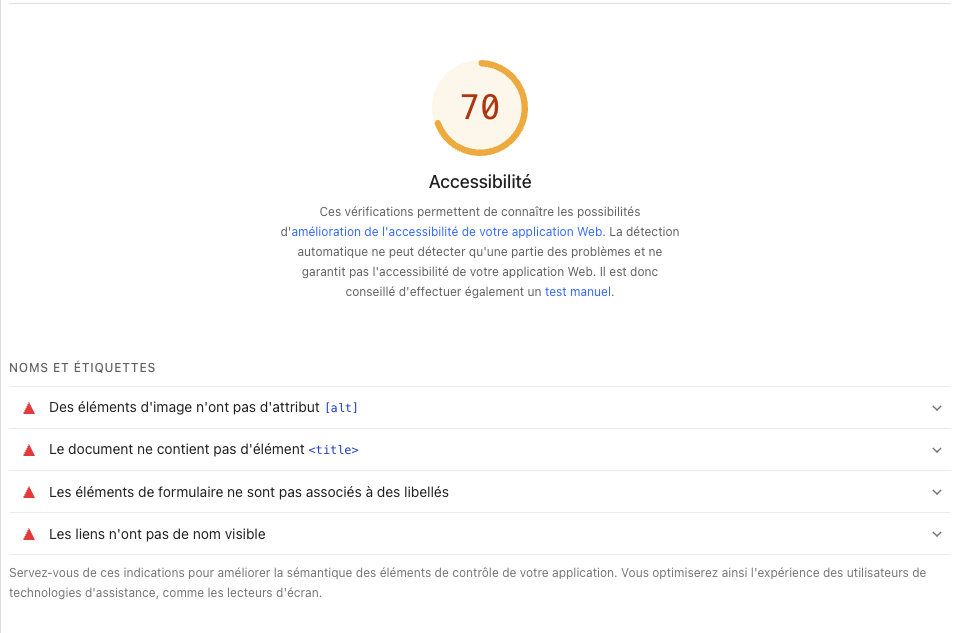 70
Accessibilité
Ces vérifications permettent de connaître les possibilités
d'amélioration de l'accessibilité de votre application Web. La détection
automatique ne peut détecter qu'une partie des problèmes et ne
garantit pas l'accessibilité de votre application Web. Il est donc
conseillé d'effectuer également un test manuel.
NOMS ET ÉTIQUETTES
Des éléments d'image n'ont pas d'attribut [alt]
Le document ne contient pas d'élément <title>
Les éléments de formulaire ne sont pas associés à des libellés
Les liens n'ont pas de nom visible
Servez-vous de ces indications pour améliorer la sémantique des éléments de contrôle de votre application. Vous optimiserez ainsi l'expérience des utilisateurs de
technologies d'assistance, comme les lecteurs d'écran.